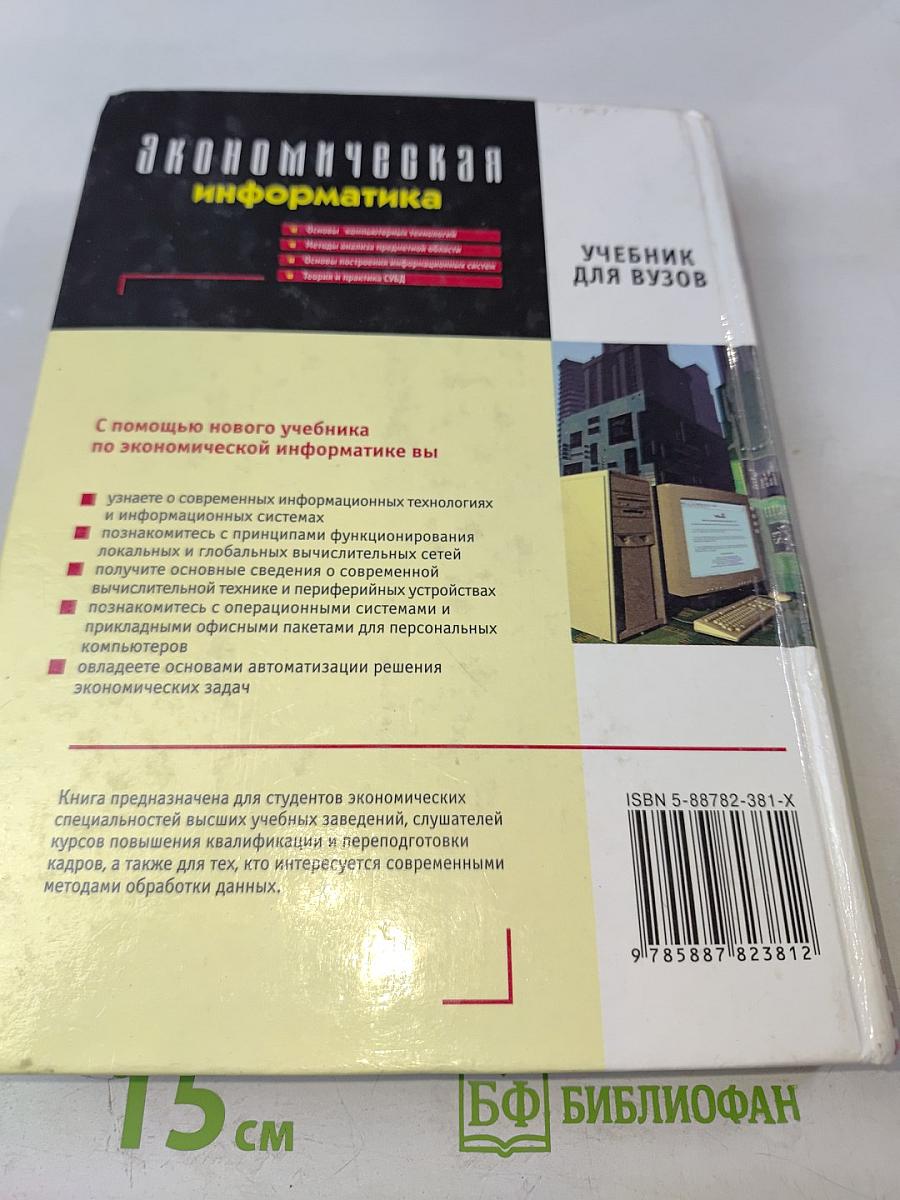 экономическая
информатика
Основы компьютерных технологий
Методы анализа предметной области
Основы построения информационных систем
Теория и практика СУБД
УЧЕБНИК
ДЛЯ ВУЗОВ
С помощью нового учебника
по экономической информатике вы
узнаете о современных информационных технологиях
и информационных системах
познакомитесь с принципами функционирования
локальных и глобальных вычислительных сетей
получите основные сведения о современной
вычислительной технике и периферийных устройствах
познакомитесь с операционными системами и
прикладными офисными пакетами для персональных
компьютеров
овладеете основами автоматизации решения
экономических задач
Книга предназначена для студентов экономических
специальностей высших учебных заведений, слушателей
курсов повышения квалификации и переподготовки
кадров, а также для тех, кто интересуется современными
методами обработки данных.
ISBN 5-88782-381-X
9 785887 823812
15 см
БФ БИБЛИОФАН